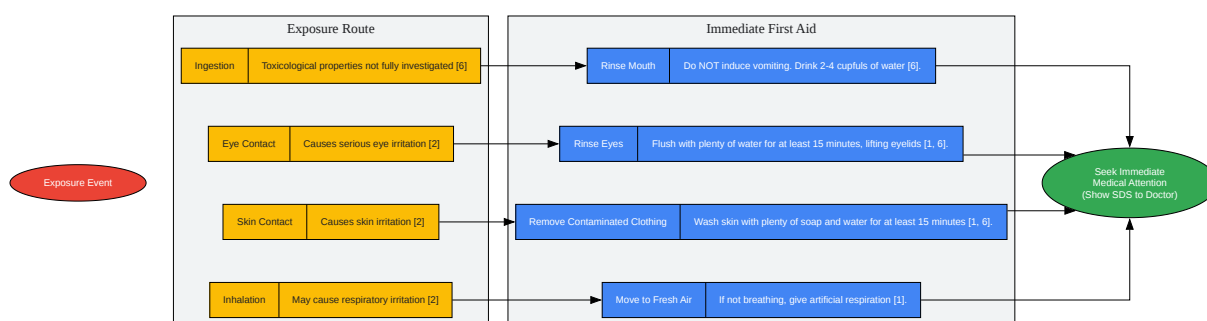 Exposure Route
Immediate First Aid
Ingestion
Toxicological properties not fully investigated [6]
Rinse Mouth
Do NOT induce vomiting. Drink 2-4 cupfuls of water [6].
Eye Contact
Causes serious eye irritation [2]
Rinse Eyes
Flush with plenty of water for at least 15 minutes, lifting eyelids [1, 6].
Exposure Event
Seek Immediate
Medical Attention
(Show SDS to Doctor)
Skin Contact
Causes skin irritation [2]
Remove Contaminated Clothing
Wash skin with plenty of soap and water for at least 15 minutes [1, 6].
Inhalation
May cause respiratory irritation [2]
Move to Fresh Air
If not breathing, give artificial respiration [1].